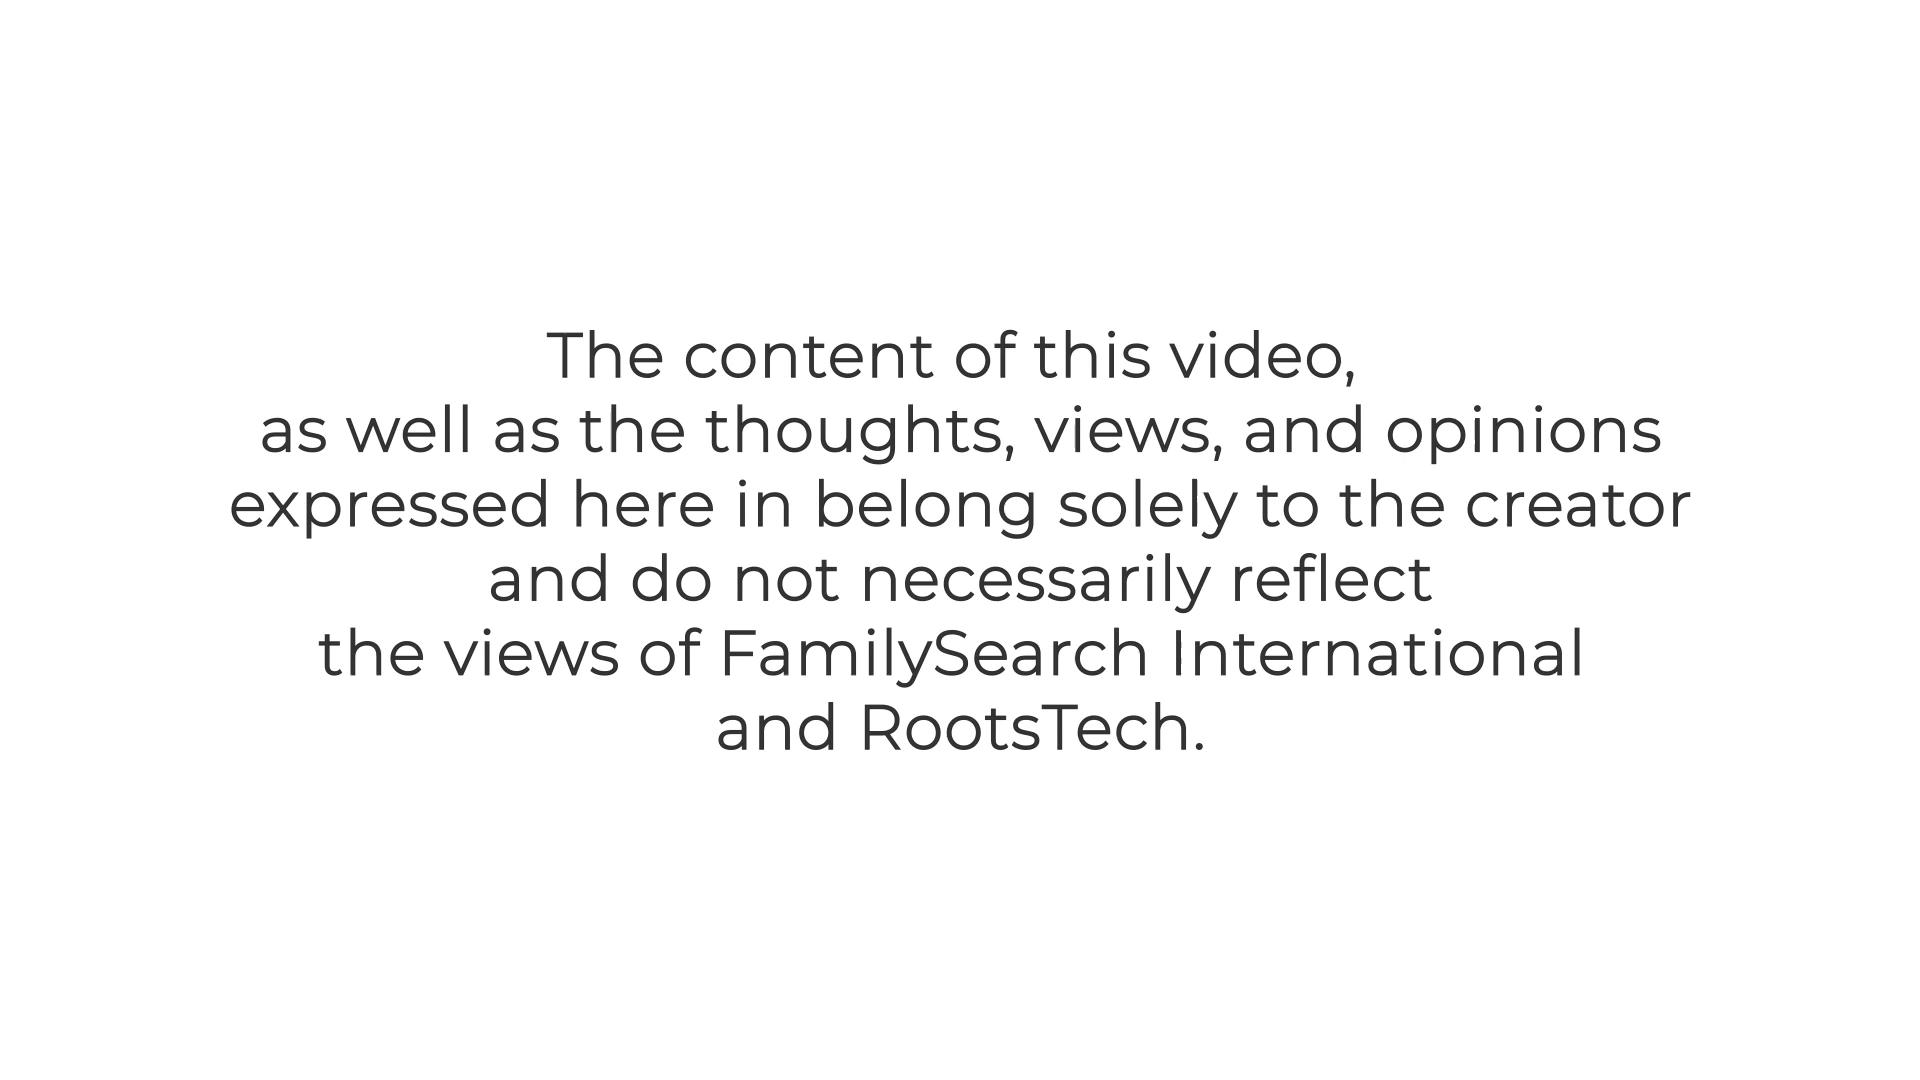 The content of this video,
as well as the thoughts, views, and opinions
expressed here in belong solely to the creator
and do not necessarily reflect
the views of FamilySearch International
and RootsTech.